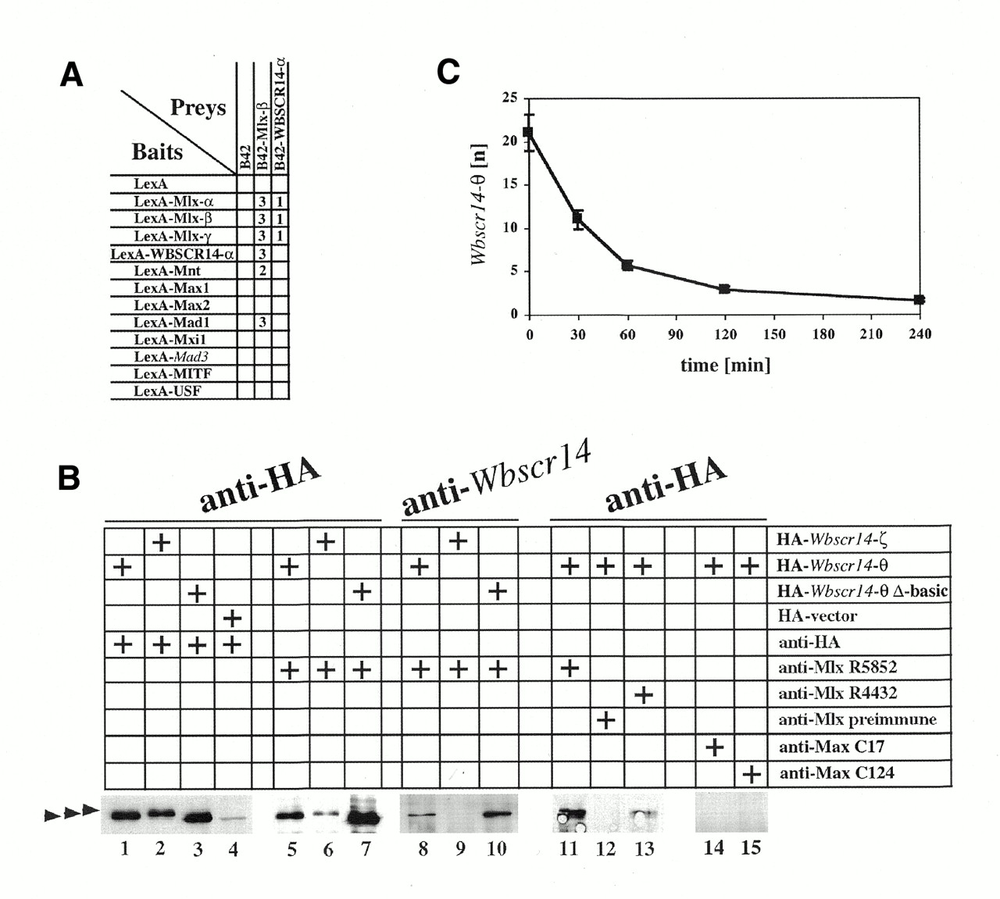 A
Preys
Baits
B42
B42-Mlx-β
B42-WBSCR14-α
LexA
LexA-Mlx-α 3 1
LexA-Mlx-β 3 1
LexA-Mlx-γ 3 1
LexA-WBSCR14-α 3
LexA-Mnt 2
LexA-Max1
LexA-Max2
LexA-Mad1 3
LexA-Mxi1
LexA-Mad3
LexA-MITF
LexA-USF
C
Wbscr14-θ [n]
25
20
15
10
5
0
0 30 60 90 120 150 180 210 240
time [min]
B
anti-HA anti-Wbscr14 anti-HA
+ + + HA-Wbscr14-ζ
+ + + + + + + + HA-Wbscr14-θ
+ + + HA-Wbscr14-θ Δ-basic
+ HA-vector
+ + + + anti-HA
+ + + + + + + anti-Mlx R5852
+ anti-Mlx R4432
+ anti-Mlx preimmune
+ anti-Max C17
+ anti-Max C124
1 2 3 4 5 6 7 8 9 10 11 12 13 14 15